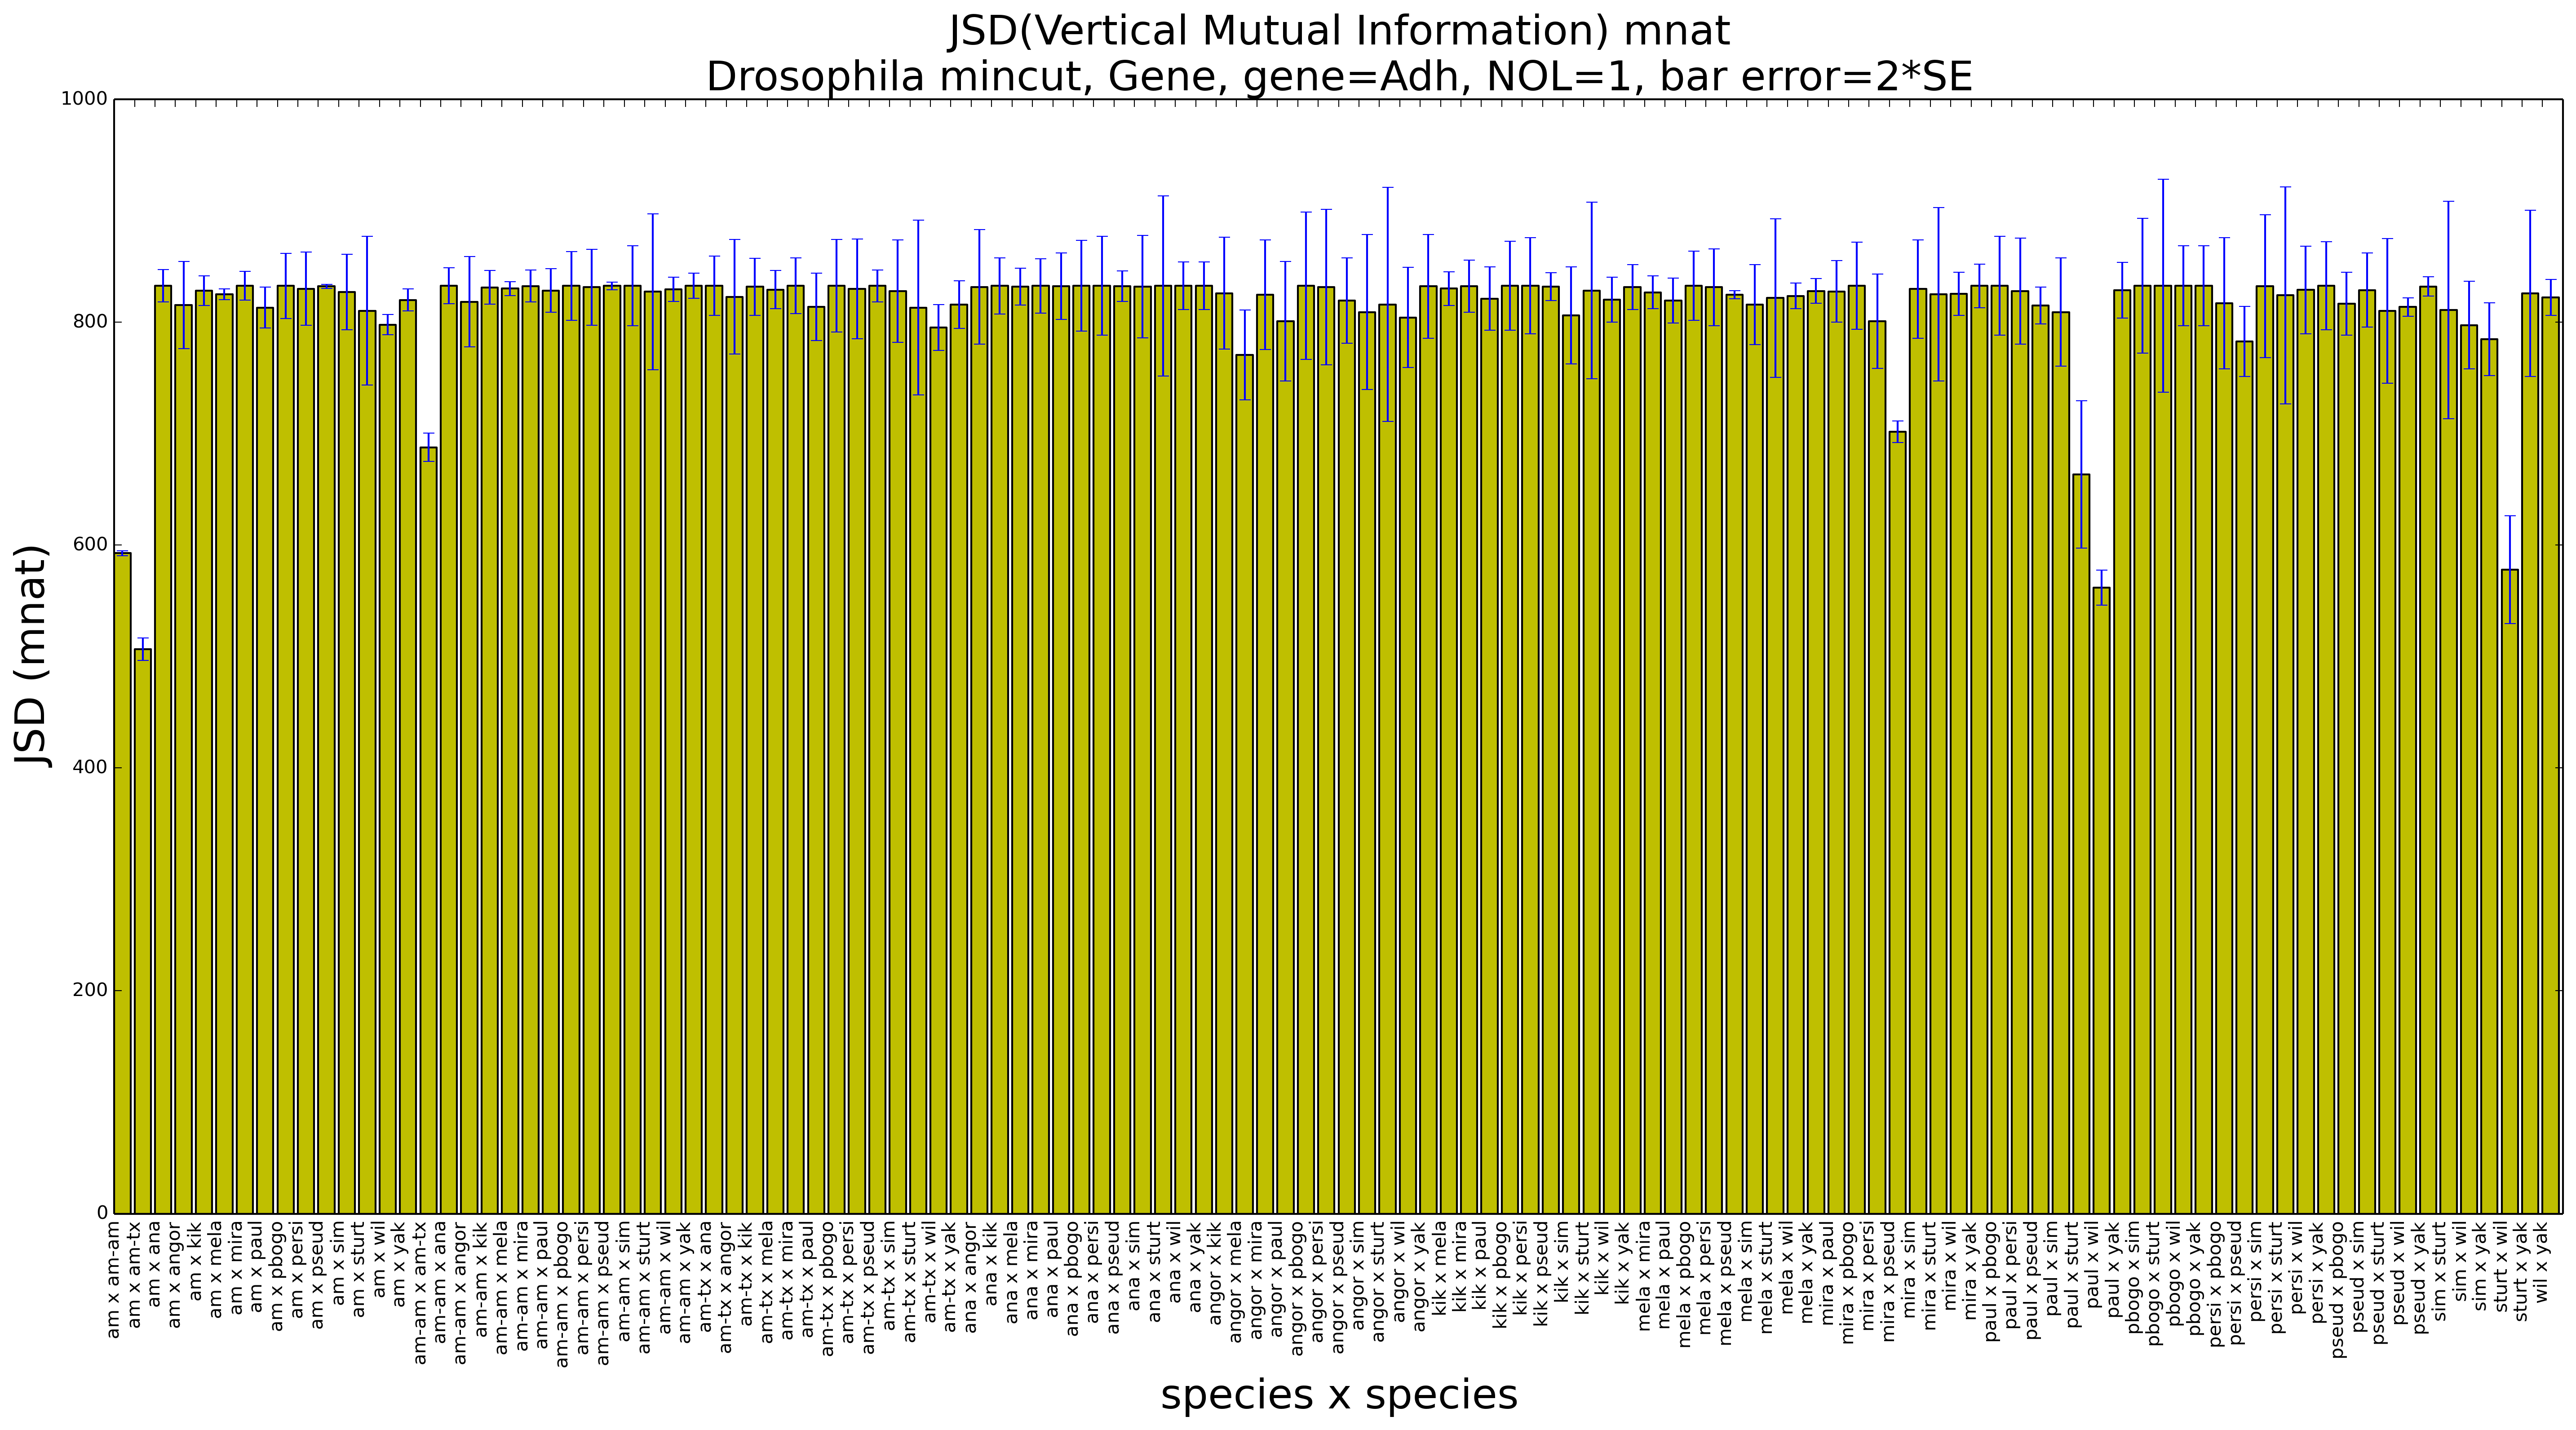 JSD(Vertical Mutual Information) mnat
Drosophila mincut, Gene, gene=Adh, NOL=1, bar error=2*SE
JSD (mnat)
1000
800
600
400
200
0
am x am-am
am x am-tx
am x ana
am x angor
am x kik
am x mela
am x mira
am x paul
am x pbogo
am x persi
am x pseud
am x sim
am x sturt
am x wil
am x yak
am-am x am-tx
am-am x ana
am-am x angor
am-am x kik
am-am x mela
am-am x mira
am-am x paul
am-am x pbogo
am-am x persi
am-am x pseud
am-am x sim
am-am x sturt
am-am x wil
am-am x yak
am-tx x ana
am-tx x angor
am-tx x kik
am-tx x mela
am-tx x mira
am-tx x paul
am-tx x pbogo
am-tx x persi
am-tx x pseud
am-tx x sim
am-tx x sturt
am-tx x wil
am-tx x yak
ana x angor
ana x kik
ana x mela
ana x mira
ana x paul
ana x pbogo
ana x persi
ana x pseud
ana x sim
ana x sturt
ana x wil
ana x yak
angor x kik
angor x mela
angor x mira
angor x paul
angor x pbogo
angor x persi
angor x pseud
angor x sim
angor x sturt
angor x wil
angor x yak
kik x mela
kik x mira
kik x paul
kik x pbogo
kik x persi
kik x pseud
kik x sim
kik x sturt
kik x wil
kik x yak
mela x mira
mela x paul
mela x pbogo
mela x persi
mela x pseud
mela x sim
mela x sturt
mela x wil
mela x yak
mira x paul
mira x pbogo
mira x persi
mira x pseud
mira x sim
mira x sturt
mira x wil
mira x yak
paul x pbogo
paul x persi
paul x pseud
paul x sim
paul x sturt
paul x wil
paul x yak
pbogo x sim
pbogo x sturt
pbogo x wil
pbogo x yak
persi x pbogo
persi x pseud
persi x sim
persi x sturt
persi x wil
persi x yak
pseud x pbogo
pseud x sim
pseud x sturt
pseud x wil
pseud x yak
sim x sturt
sim x wil
sim x yak
sturt x wil
sturt x yak
wil x yak
species x species